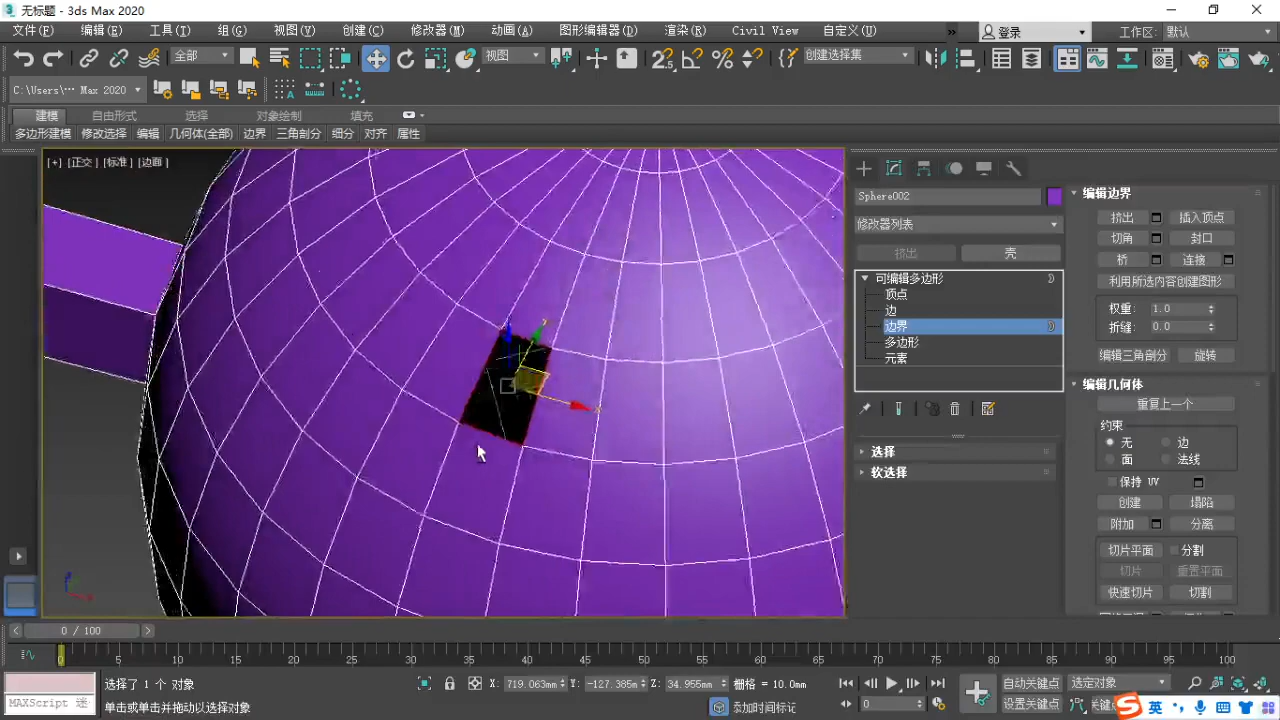 无标题 - 3ds Max 2020
文件(F) 编辑(E) 工具(T) 组(G) 视图(V) 创建(C) 修改器(M) 动画(A) 图形编辑器(D) 渲染(R) Civil View 自定义(U) » 登录 工作区: 默认
全部 视图 创建选择集
C:\Users\··· Max 2020
建模 自由形式 选择 对象绘制 填充
多边形建模 修改选择 编辑 几何体(全部) 边界 三角剖分 细分 对齐 属性
[+] [正交] [标准] [边面]
Sphere002
修改器列表
挤出 壳
可编辑多边形
顶点
边
边界
多边形
元素
选择
软选择
编辑边界
挤出 插入顶点
切角 封口
桥 连接
利用所选内容创建图形
权重: 1.0
折缝: 0.0
编辑三角剖分 旋转
编辑几何体
重复上一个
约束
无 边
面 法线
保持 UV
创建 塌陷
附加 分离
切片平面 分割
切片 重置平面
快速切片 切割
0 / 100
0 5 10 15 20 25 30 35 40 45 50 55 60 65 70 75 80 85 90 95 100
选择了 1 个 对象 X: 719.063mm Y: -127.385m Z: 34.955mm 栅格 = 10.0mm 自动关键点 选定对象
MAXScript 迷 单击或单击并拖动以选择对象 添加时间标记 0 设置关键点 英